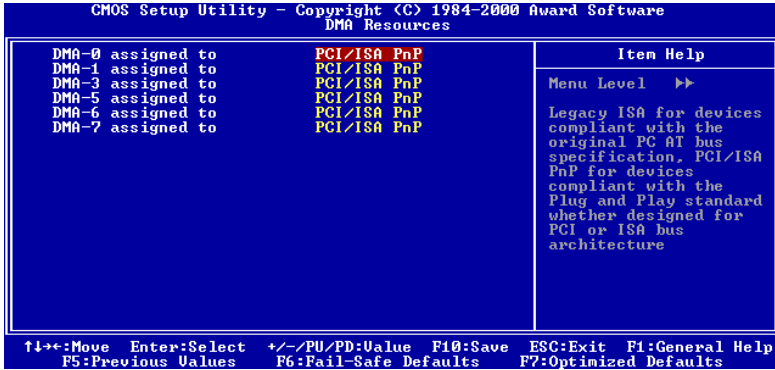 CMOS Setup Utility - Copyright (C) 1984-2000 Award Software
DMA Resources
DMA-0 assigned to PCI/ISA PnP
DMA-1 assigned to PCI/ISA PnP
DMA-3 assigned to PCI/ISA PnP
DMA-5 assigned to PCI/ISA PnP
DMA-6 assigned to PCI/ISA PnP
DMA-7 assigned to PCI/ISA PnP
Item Help
Menu Level ►►
Legacy ISA for devices
compliant with the
original PC AT bus
specification, PCI/ISA
PnP for devices
compliant with the
Plug and Play standard
whether designed for
PCI or ISA bus
architecture
↑↓→←:Move Enter:Select +/-/PU/PD:Value F10:Save ESC:Exit F1:General Help
F5:Previous Values F6:Fail-Safe Defaults F7:Optimized Defaults